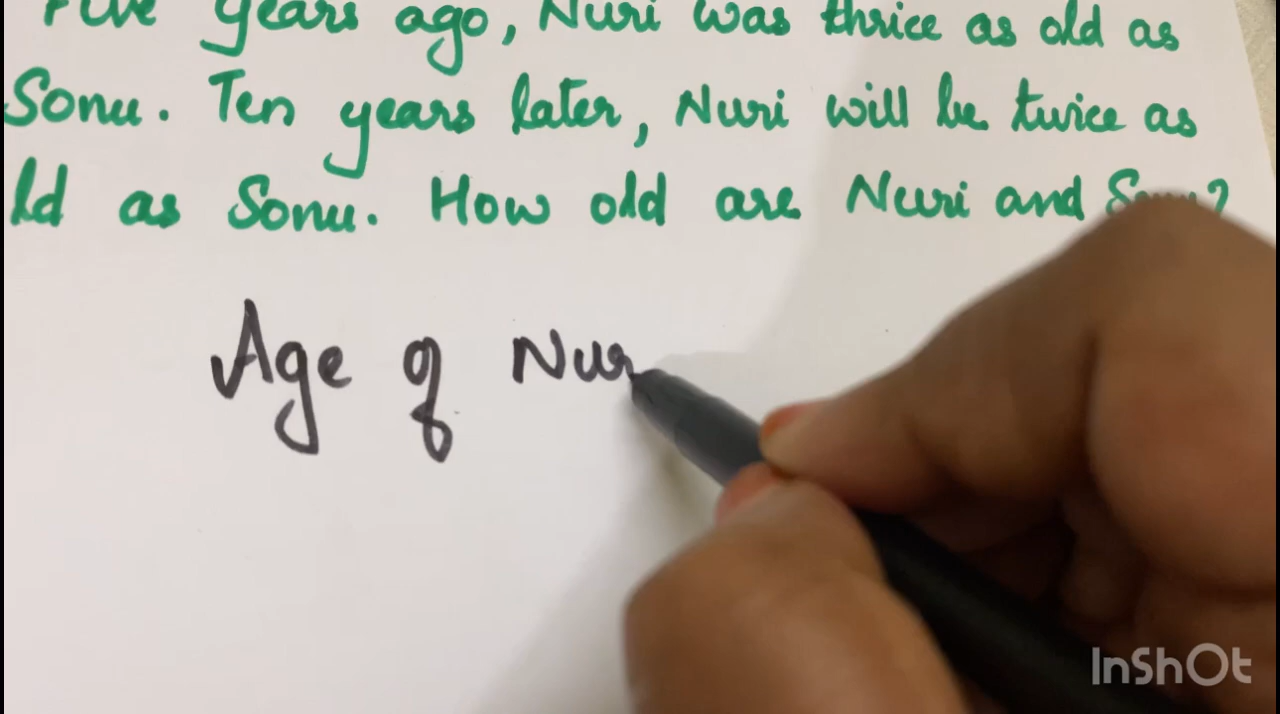 Five years ago, Nuri was thrice as old as
Sonu. Ten years later, Nuri will be twice as
ld as Sonu. How old are Nuri and Sonu?
Age of Nur
InShOt